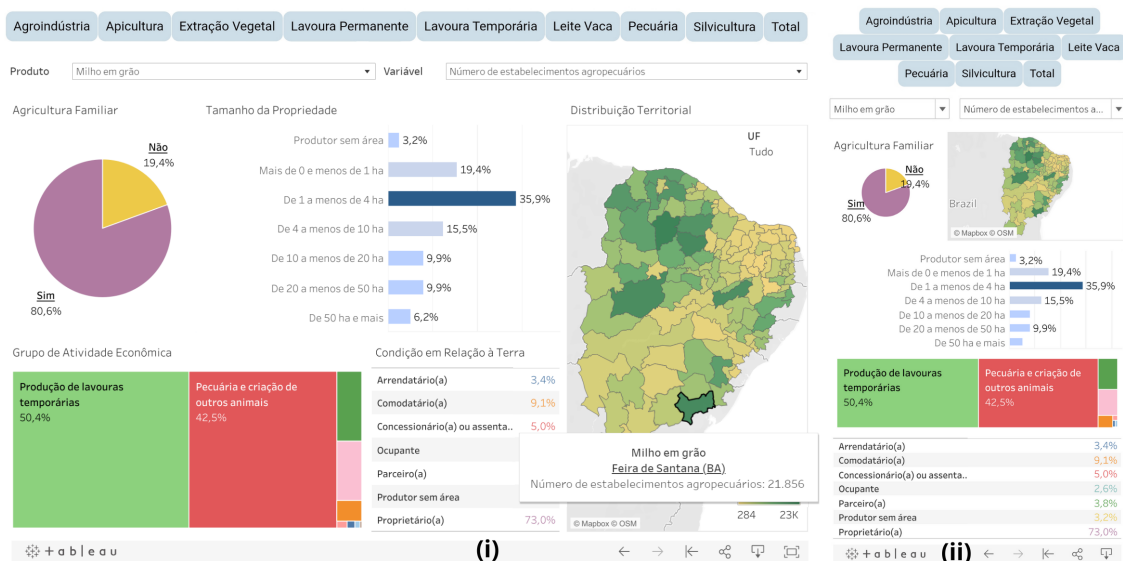 Agroindústria Apicultura Extração Vegetal Lavoura Permanente Lavoura Temporária Leite Vaca Pecuária Silvicultura Total
Produto Milho em grão Variável Número de estabelecimentos agropecuários
Agricultura Familiar
Não
19,4%
Sim
80,6%
Tamanho da Propriedade
Produtor sem área 3,2%
Mais de 0 e menos de 1 ha 19,4%
De 1 a menos de 4 ha 35,9%
De 4 a menos de 10 ha 15,5%
De 10 a menos de 20 ha 9,9%
De 20 a menos de 50 ha 9,9%
De 50 ha e mais 6,2%
Distribuição Territorial
UF
Tudo
Grupo de Atividade Econômica
Produção de lavouras
temporárias
50,4%
Pecuária e criação de
outros animais
42,5%
Condição em Relação à Terra
Arrendatário(a) 3,4%
Comodatário(a) 9,1%
Concessionário(a) ou assenta.. 5,0%
Ocupante
Parceiro(a)
Produtor sem área
Proprietário(a) 73,0%
Milho em grão
Feira de Santana (BA)
Número de estabelecimentos agropecuários: 21.856
284 23K
© Mapbox © OSM
+ableau
(i)
Agroindústria Apicultura Extração Vegetal
Lavoura Permanente Lavoura Temporária Leite Vaca
Pecuária Silvicultura Total
Milho em grão Número de estabelecimentos a...
Agricultura Familiar
Não
19,4%
Sim
80,6%
Brazil
© Mapbox © OSM
Produtor sem área 3,2%
Mais de 0 e menos de 1 ha 19,4%
De 1 a menos de 4 ha 35,9%
De 4 a menos de 10 ha 15,5%
De 10 a menos de 20 ha
De 20 a menos de 50 ha 9,9%
De 50 ha e mais
Produção de lavouras
temporárias
50,4%
Pecuária e criação de
outros animais
42,5%
Arrendatário(a) 3,4%
Comodatário(a) 9,1%
Concessionário(a) ou assenta.. 5,0%
Ocupante 2,6%
Parceiro(a) 3,8%
Produtor sem área 3,2%
Proprietário(a) 73,0%
+ableau
(ii)